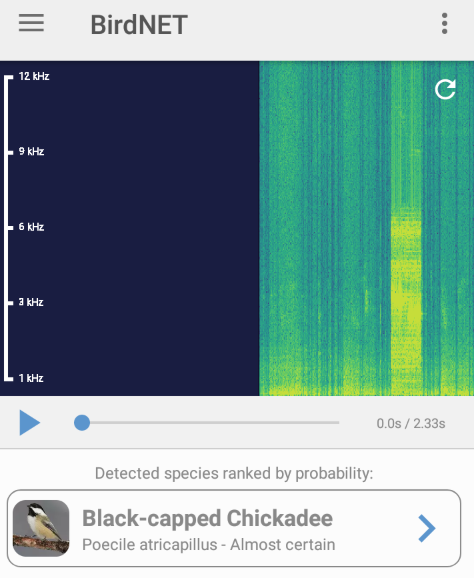 BirdNET
12 kHz
9 kHz
6 kHz
3 kHz
1 kHz
0.0s / 2.33s
Detected species ranked by probability:
Black-capped Chickadee
Poecile atricapillus - Almost certain